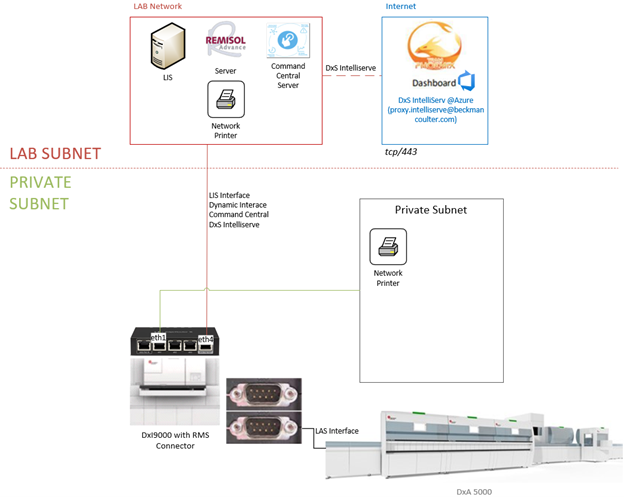 LAB Network
Internet
REMISOL
Advance
LIS
Server
Command
Central
Server
DxS Intelliserve
Dashboard
DxS IntelliServ @Azure
(proxy.intelliserve@beckman
coulter.com)
Network
Printer
tcp/443
LAB SUBNET
PRIVATE
SUBNET
LIS Interface
Dynamic Interace
Command Central
DxS Intelliserve
Private Subnet
Network
Printer
eth1
eth4
DxI9000 with RMS
Connector
LAS Interface
DxA 5000